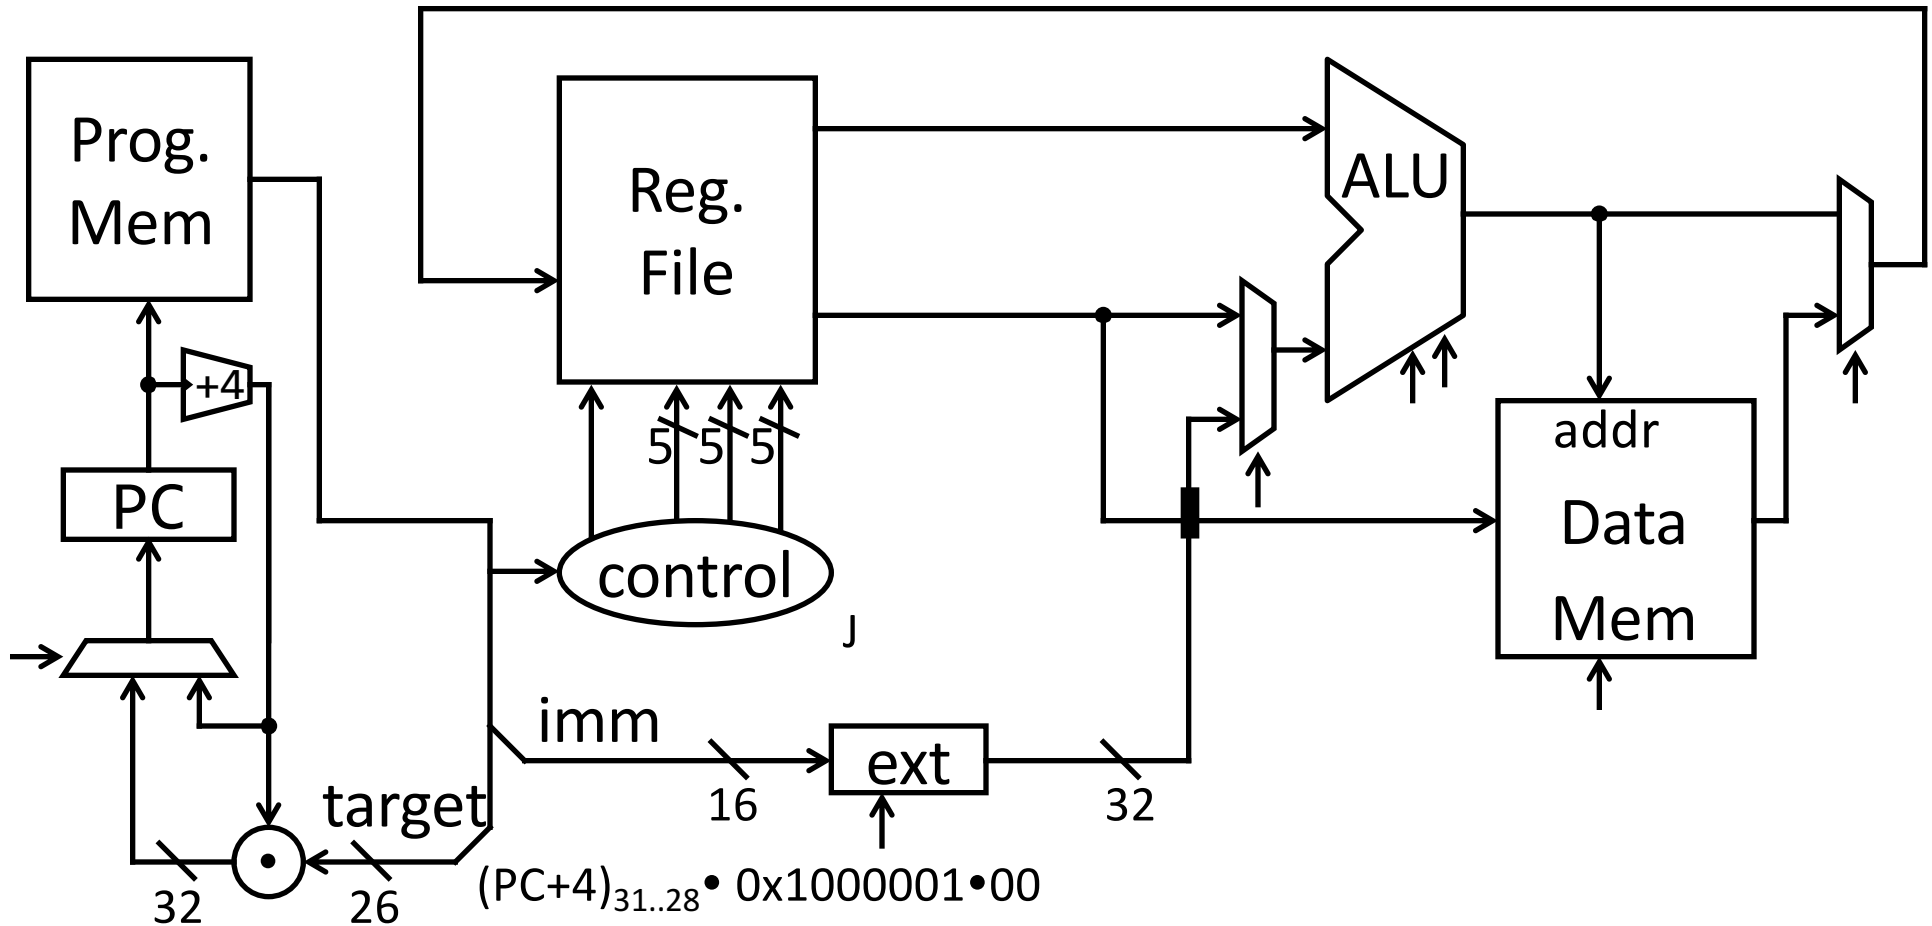 Prog.
Mem
Reg.
File
ALU
+4
addr
5 5 5
PC
Data
Mem
control
J
imm
ext
target
16
32
(PC+4)31..28• 0x1000001•00
32
26